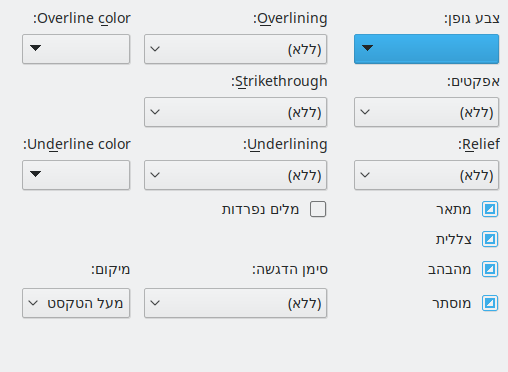 צבע גופן: Overlining: Overline color:
(ללא)
אפקטים: Strikethrough:
(ללא) (ללא)
Relief: Underlining: Underline color:
(ללא) (ללא)
מתאר מלים נפרדות
צללית
מהבהב סימן הדגשה: מיקום:
מוסתר (ללא) מעל הטקסט